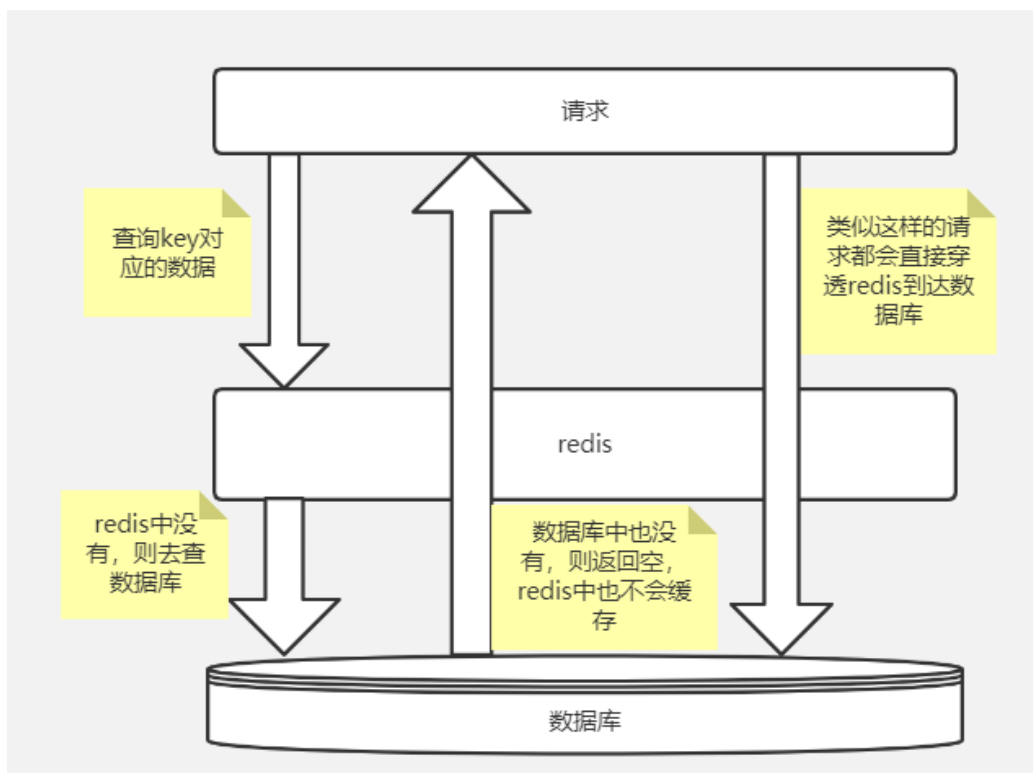 请求
查询key对
应的数据
类似这样的请
求都会直接穿
透redis到达数
据库
redis
redis中没
有，则去查
数据库
数据库中也没
有，则返回空，
redis中也不会缓
存
数据库